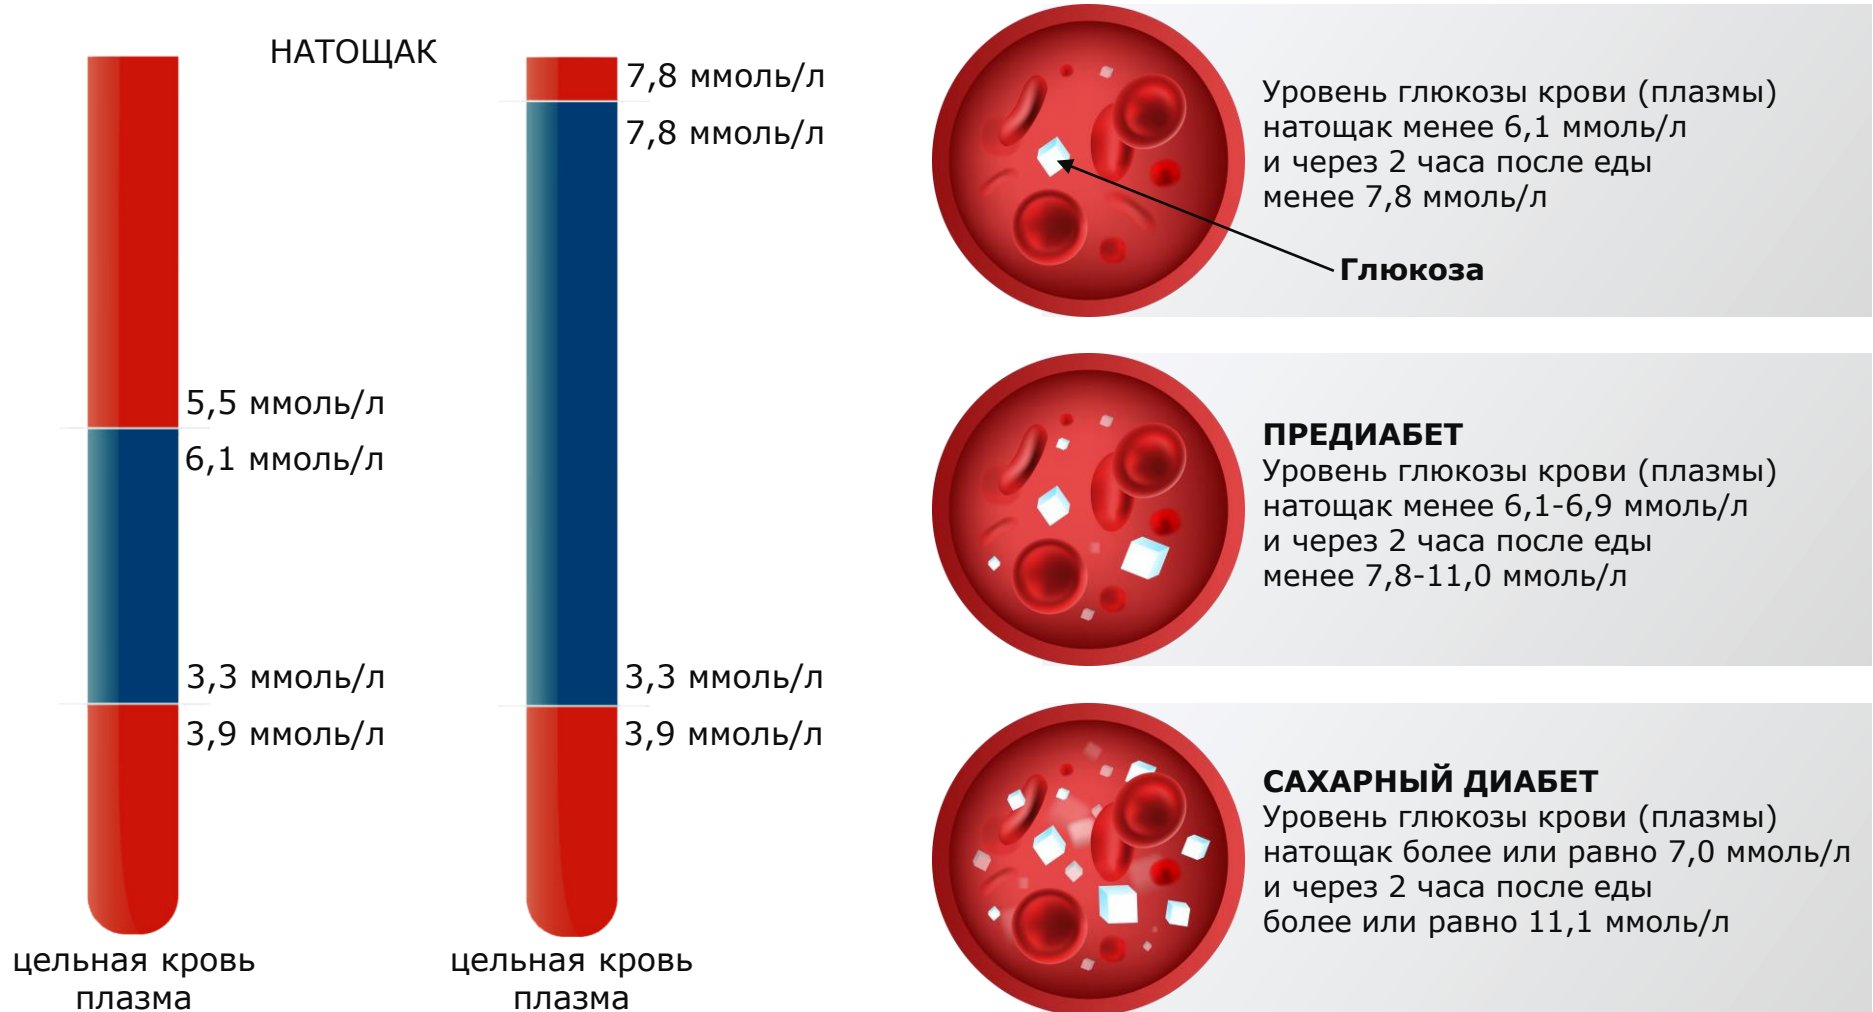 НАТОЩАК
5,5 ммоль/л
6,1 ммоль/л
3,3 ммоль/л
3,9 ммоль/л
цельная кровь
плазма
7,8 ммоль/л
7,8 ммоль/л
3,3 ммоль/л
3,9 ммоль/л
цельная кровь
плазма
Уровень глюкозы крови (плазмы)
натощак менее 6,1 ммоль/л
и через 2 часа после еды
менее 7,8 ммоль/л
Глюкоза
ПРЕДИАБЕТ
Уровень глюкозы крови (плазмы)
натощак менее 6,1-6,9 ммоль/л
и через 2 часа после еды
менее 7,8-11,0 ммоль/л
САХАРНЫЙ ДИАБЕТ
Уровень глюкозы крови (плазмы)
натощак более или равно 7,0 ммоль/л
и через 2 часа после еды
более или равно 11,1 ммоль/л